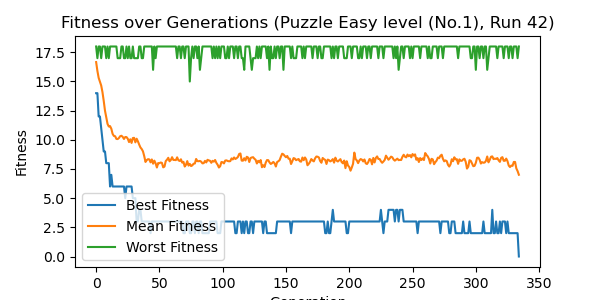 Fitness over Generations (Puzzle Easy level (No.1), Run 42)
Fitness
17.5
15.0
12.5
10.0
7.5
5.0
2.5
0.0
Best Fitness
Mean Fitness
Worst Fitness
0 50 100 150 200 250 300 350
Generation